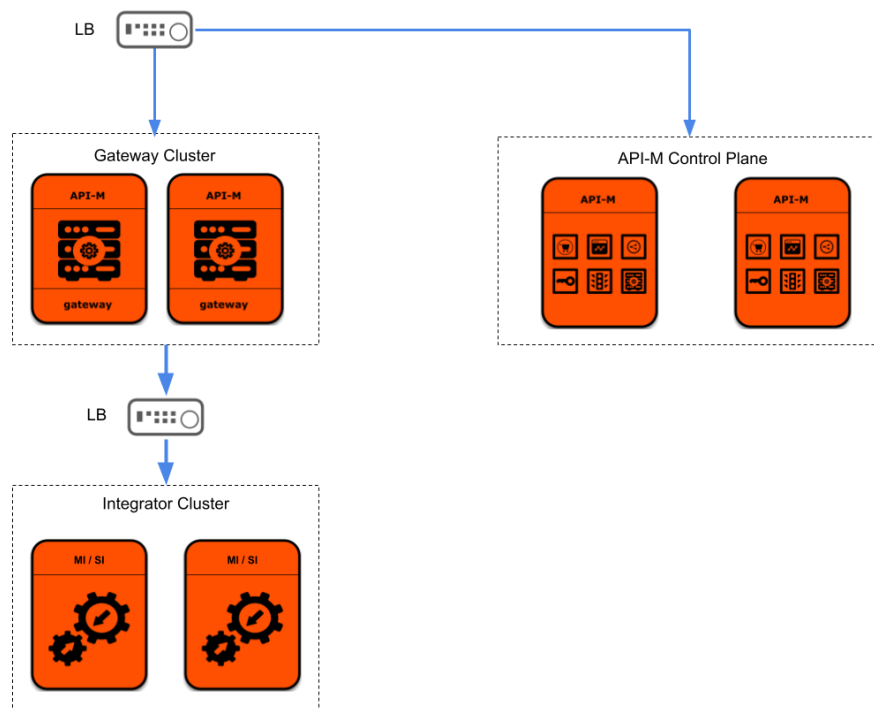 LB
Gateway Cluster
API-M
gateway
API-M
gateway
API-M Control Plane
API-M
API-M
LB
Integrator Cluster
MI / SI
MI / SI